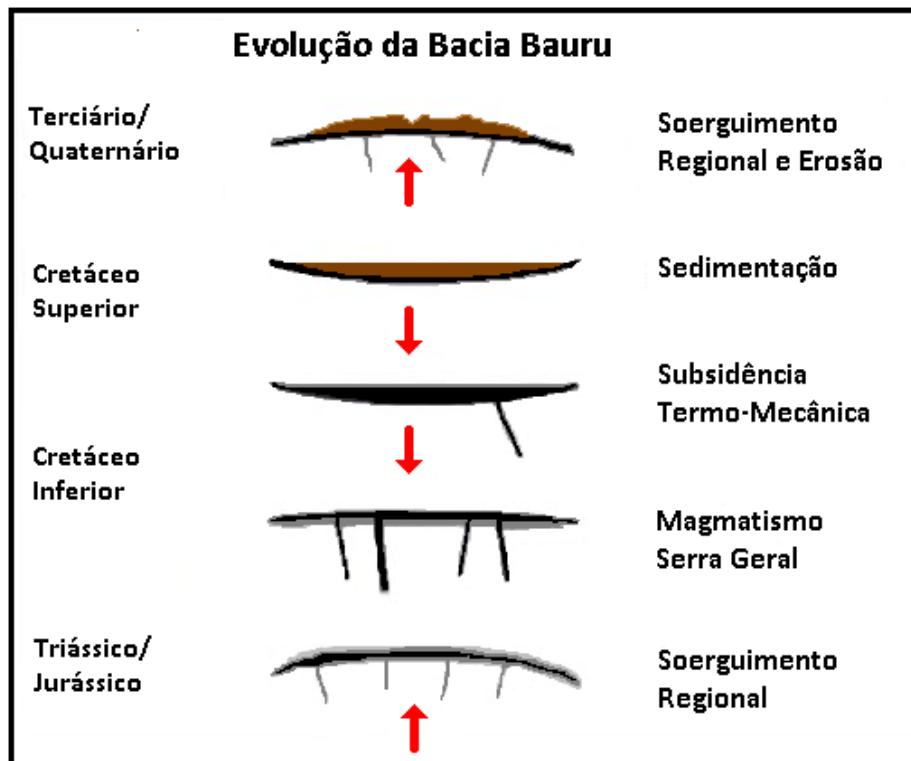 Evolução da Bacia Bauru
Terciário/
Quaternário
Soerguimento
Regional e Erosão
Cretáceo
Superior
Sedimentação
Subsidência
Termo-Mecânica
Cretáceo
Inferior
Magmatismo
Serra Geral
Triássico/
Jurássico
Soerguimento
Regional